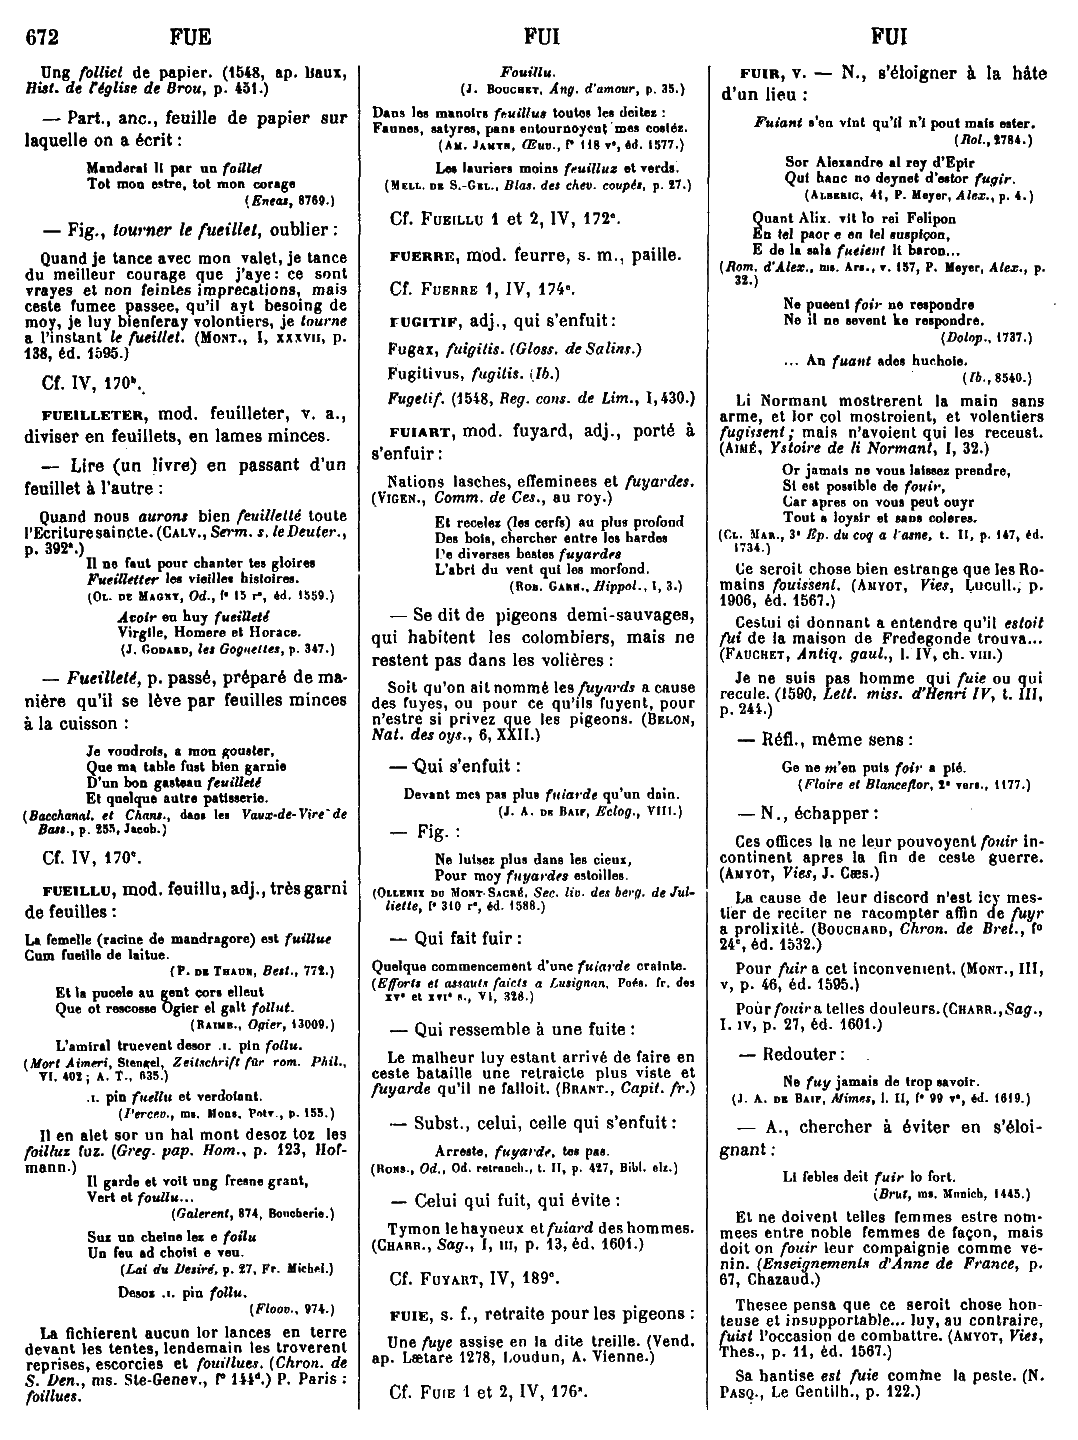 672 FUE FUI FUI
Ung folliet de papier. (1548, ap. Baux,
Hist. de l'église de Brou, p. 451.)
— Part., anc., feuille de papier sur
laquelle on a écrit :
Manderai li par un foillet
Tot mon estre, tot mon corage
(Eneas, 8769.)
— Fig., tourner le fueillet, oublier :
Quand je tance avec mon valet, je tance
du meilleur courage que j'aye : ce sont
vrayes et non feintes imprecations, mais
ceste fumee passee, qu'il ayt besoing de
moy, je luy bienferay volontiers, je tourne
a l'instant le fueillet. (MONT., I, XXXVII, p.
138, éd. 1595.)
Cf. IV, 170ᵇ.
FUEILLETER, mod. feuilleter, v. a.,
diviser en feuillets, en lames minces.
— Lire (un livre) en passant d'un
feuillet à l'autre :
Quand nous aurons bien feuilletté toute
l'Ecriture saincte. (CALV., Serm. s. le Deuter.,
p. 392ᵃ.)
Il ne faut pour chanter tes gloires
Fueilletter les vieilles histoires.
(OL. DE MAGNY, Od., f° 15 r°, éd. 1559.)
Avoir en huy fueilleté
Virgile, Homere et Horace.
(J. GODARD, les Goguettes, p. 347.)
— Fueilleté, p. passé, préparé de ma-
nière qu'il se lève par feuilles minces
à la cuisson :
Je voudrois, a mon gouster,
Que ma table fust bien garnie
D'un bon gasteau feuilleté
Et quelque autre patisserie.
(Bacchanal. et Chans., dans les Vaux-de-Vire de
Bass., p. 255, Jacob.)
Cf. IV, 170ᶜ.
FUEILLU, mod. feuillu, adj., très garni
de feuilles :
La femelle (racine de mandragore) est fuillue
Cum fueille de laitue.
(P. DE THAUN, Best., 772.)
Et la pucele au gent cors elleut
Que ot rescosse Ogier el galt follut.
(RAIMB., Ogier, 13009.)
L'amiral truevent desor .I. pin follu.
(Mort Aimeri, Stengel, Zeitschrift für rom. Phil.,
VI, 402 ; A. T., 635.)
.I. pin fuellu et verdoiant.
(Percev., ms. Mons, Potv., p. 155.)
Il en alet sor un hal mont desoz toz les
foilluz fuz. (Greg. pap. Hom., p. 123, Hof-
mann.)
Il garde et voit ung fresne grant,
Vert et foullu...
(Galerent, 874, Boucherie.)
Suz un cheine lez e foilu
Un feu ad choisi e veu.
(Lai du Desiré, p. 27, Fr. Michel.)
Desoz .I. pin follu.
(Floov., 974.)
La fichierent aucun lor lances en terre
devant les tentes, lendemain les troverent
reprises, escorcies et fouillues. (Chron. de
S. Den., ms. Ste-Genev., f° 144ᵈ.) P. Paris :
foillues.
Fouillu.
(J. BOUCHET, Ang. d'amour, p. 35.)
Dans les manoirs feuillus toutes les deitez :
Faunes, satyres, pans entournoyent mes costéz.
(AM. JAMYN, Œuv., f° 118 v°, éd. 1577.)
Les lauriers moins feuilluz et verds.
(MELL. DE S.-GEL., Blas. des chev. coupés, p. 27.)
Cf. FUEILLU 1 et 2, IV, 172ᵃ.
FUERRE, mod. feurre, s. m., paille.
Cf. FUERRE 1, IV, 174ᶜ.
FUGITIF, adj., qui s'enfuit :
Fugax, fuigilis. (Gloss. de Salins.)
Fugitivus, fugilis. (Ib.)
Fugetif. (1548, Reg. cons. de Lim., I, 430.)
FUIART, mod. fuyard, adj., porté à
s'enfuir :
Nations lasches, effeminees et fuyardes.
(VIGEN., Comm. de Ces., au roy.)
Et recelez (les cerfs) au plus profond
Des bois, chercher entre les hardes
De diverses bestes fuyardes
L'abri du vent qui les morfond.
(ROB. GARN., Hippol., I, 3.)
— Se dit de pigeons demi-sauvages,
qui habitent les colombiers, mais ne
restent pas dans les volières :
Soit qu'on ait nommé les fuyards a cause
des fuyes, ou pour ce qu'ils fuyent, pour
n'estre si privez que les pigeons. (BELON,
Nat. des oys., 6, XXII.)
— Qui s'enfuit :
Devant mes pas plus fuiarde qu'un dain.
(J. A. DE BAIF, Eclog., VIII.)
— Fig. :
Ne luisez plus dans les cieux,
Pour moy fuyardes estoilles.
(OLLENIX DU MONT-SACRÉ, Sec. liv. des berg. de Jul-
liette, f° 310 r°, éd. 1588.)
— Qui fait fuir :
Quelque commencement d'une fuiarde crainte.
(Efforts et assauts faicts a Lusignan, Poés. fr. des
XVᵉ et XVIᵉ s., VI, 328.)
— Qui ressemble à une fuite :
Le malheur luy estant arrivé de faire en
ceste bataille une retraicte plus viste et
fuyarde qu'il ne falloit. (BRANT., Capit. fr.)
— Subst., celui, celle qui s'enfuit :
Arreste, fuyarde, tes pas.
(RONS., Od., Od. retranch., t. II, p. 427, Bibl. elz.)
— Celui qui fuit, qui évite :
Tymon le hayneux et fuiard des hommes.
(CHARR., Sag., I, III, p. 13, éd. 1601.)
Cf. FUYART, IV, 189ᶜ.
FUIE, s. f., retraite pour les pigeons :
Une fuye assise en la dite treille. (Vend.
ap. Lætare 1278, Loudun, A. Vienne.)
Cf. FUIE 1 et 2, IV, 176ᵃ.
FUIR, v. — N., s'éloigner à la hâte
d'un lieu :
Fuiant s'en vint qu'il n'i pout mais ester.
(Rol., 2784.)
Sor Alexandre al rey d'Epir
Qui hanc no deynet d'estor fugir.
(ALBERIC, 41, P. Meyer, Alex., p. 4.)
Quant Alix. vit lo rei Felipon
En tel paor e en tel suspiçon,
E de la sala fueient li baron...
(Rom. d'Alex., ms. Ars., v. 157, P. Meyer, Alex., p.
32.)
Ne pueent foir ne respondre
Ne il ne sevent ke respondre.
(Dolop., 1737.)
... An fuant ades huchoie.
(Ib., 8540.)
Li Normant mostrerent la main sans
arme, et lor col mostroient, et volentiers
fugissent ; mais n'avoient qui les receust.
(AIMÉ, Ystoire de li Normant, I, 32.)
Or jamais ne vous laissez prendre,
Si est possible de fouir,
Car apres on vous peut ouyr
Tout a loysir et sans coleres.
(CL. MAR., 3ᵉ Ep. du coq a l'asne, t. II, p. 147, éd.
1734.)
Ce seroit chose bien estrange que les Ro-
mains fouissent. (AMYOT, Vies, Lucull., p.
1906, éd. 1567.)
Cestui ci donnant a entendre qu'il estoit
fui de la maison de Fredegonde trouva...
(FAUCHET, Antiq. gaul., l. IV, ch. VIII.)
Je ne suis pas homme qui fuie ou qui
recule. (1590, Lett. miss. d'Henri IV, t. III,
p. 244.)
— Réfl., même sens :
Ge ne m'en puis foir a pié.
(Floire et Blanceflor, 2ᵉ vers., 1177.)
— N., échapper :
Ces offices la ne leur pouvoyent fouir in-
continent apres la fin de ceste guerre.
(AMYOT, Vies, J. Cæs.)
La cause de leur discord n'est icy mes-
tier de reciter ne racompter affin de fuyr
a prolixité. (BOUCHARD, Chron. de Bret., f°
24ᶜ, éd. 1532.)
Pour fuir a cet inconvenient. (MONT., III,
V, p. 46, éd. 1595.)
Pour fouir a telles douleurs. (CHARR., Sag.,
I. IV, p. 27, éd. 1601.)
— Redouter :
Ne fuy jamais de trop savoir.
(J. A. DE BAIF, Mimes, l. II, f° 99 v°, éd. 1619.)
— A., chercher à éviter en s'éloi-
gnant :
Li febles deit fuir lo fort.
(Brut, ms. Munich, 1445.)
Et ne doivent telles femmes estre nom-
mees entre noble femmes de façon, mais
doit on fouir leur compaignie comme ve-
nin. (Enseignements d'Anne de France, p.
67, Chazaud.)
Thesee pensa que ce seroit chose hon-
teuse et insupportable... luy, au contraire,
fuist l'occasion de combattre. (AMYOT, Vies,
Thes., p. 11, éd. 1567.)
Sa hantise est fuie comme la peste. (N.
PASQ., Le Gentilh., p. 122.)